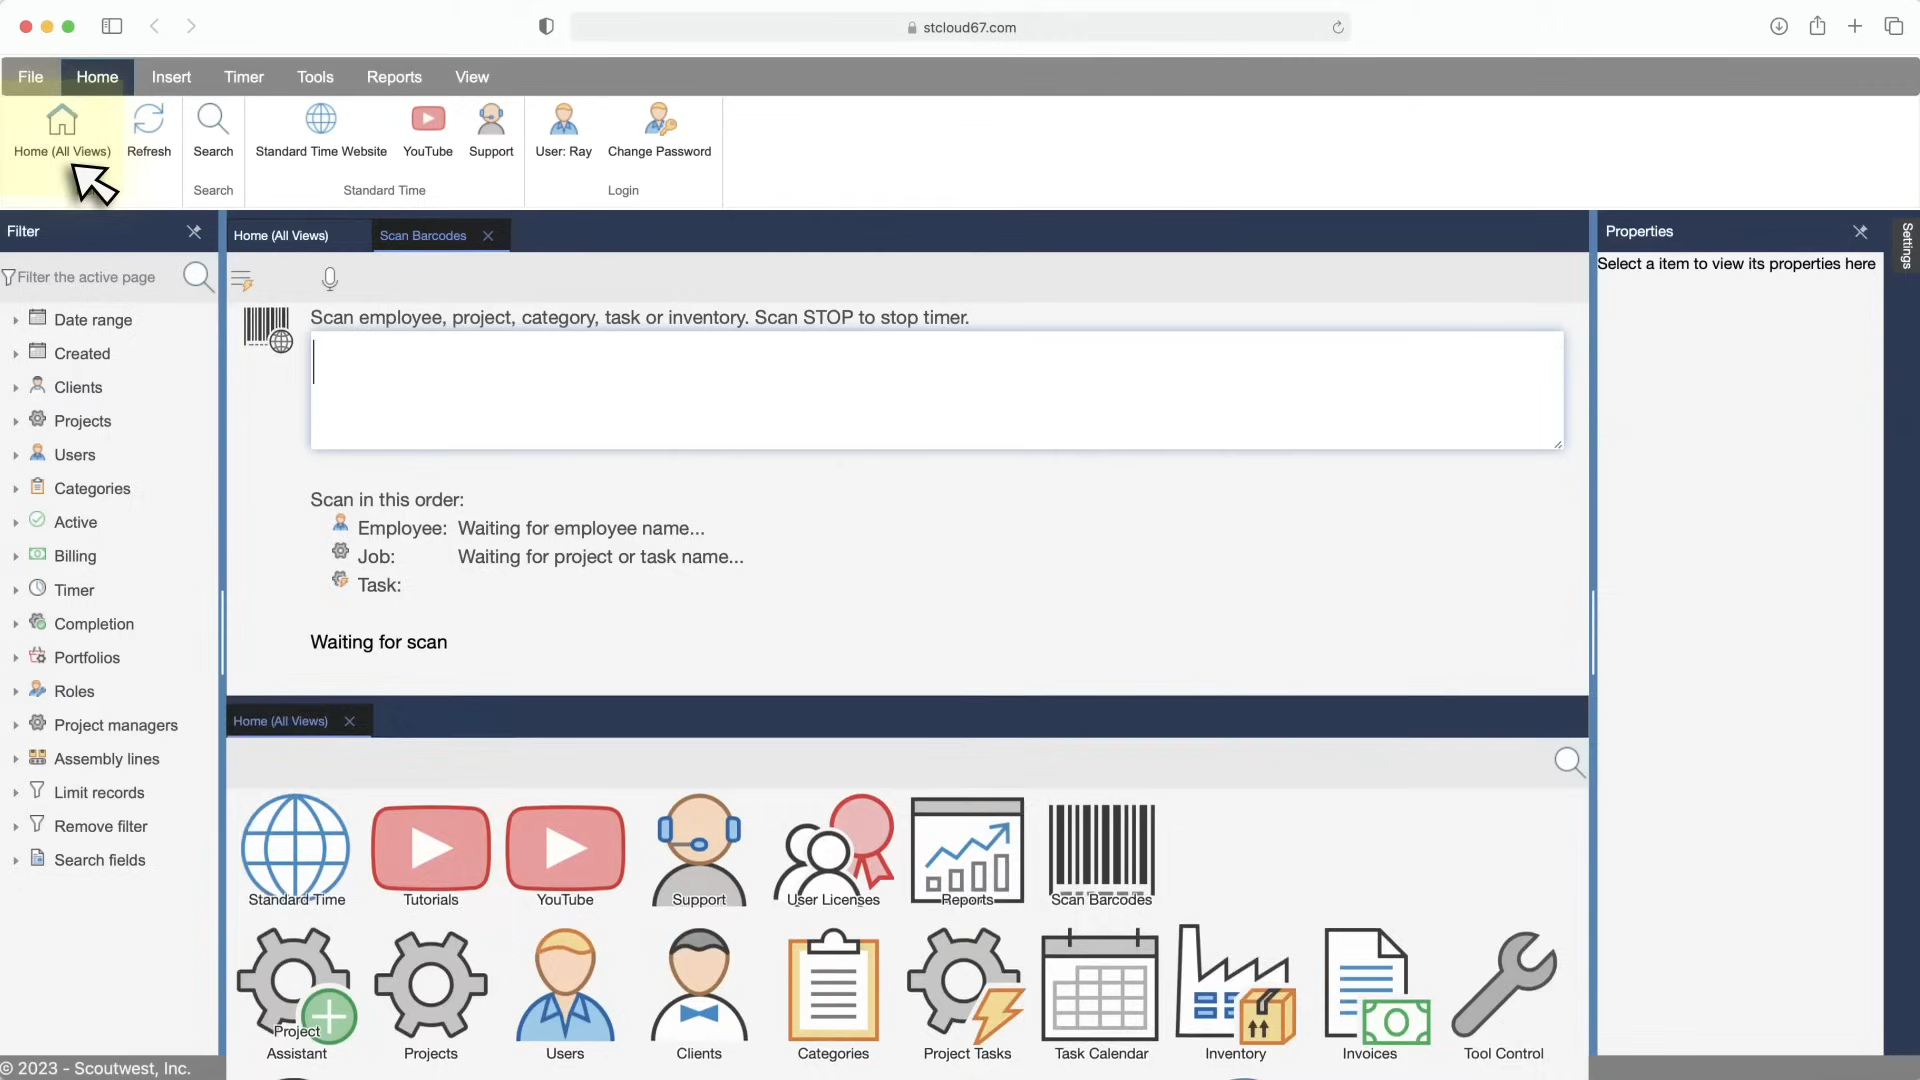 stcloud67.com
File Home Insert Timer Tools Reports View
Home (All Views) Refresh Search Standard Time Website YouTube Support User: Ray Change Password
Search Standard Time Login
Filter
Home (All Views) Scan Barcodes
Properties
Settings
Filter the active page
Select a item to view its properties here
Date range
Created
Clients
Projects
Users
Categories
Active
Billing
Timer
Completion
Portfolios
Roles
Project managers
Assembly lines
Limit records
Remove filter
Search fields
Scan employee, project, category, task or inventory. Scan STOP to stop timer.
Scan in this order:
Employee: Waiting for employee name...
Job: Waiting for project or task name...
Task:
Waiting for scan
Home (All Views)
Standard Time Tutorials YouTube Support User Licenses Reports Scan Barcodes
Project
Assistant Projects Users Clients Categories Project Tasks Task Calendar Inventory Invoices Tool Control
© 2023 - Scoutwest, Inc.